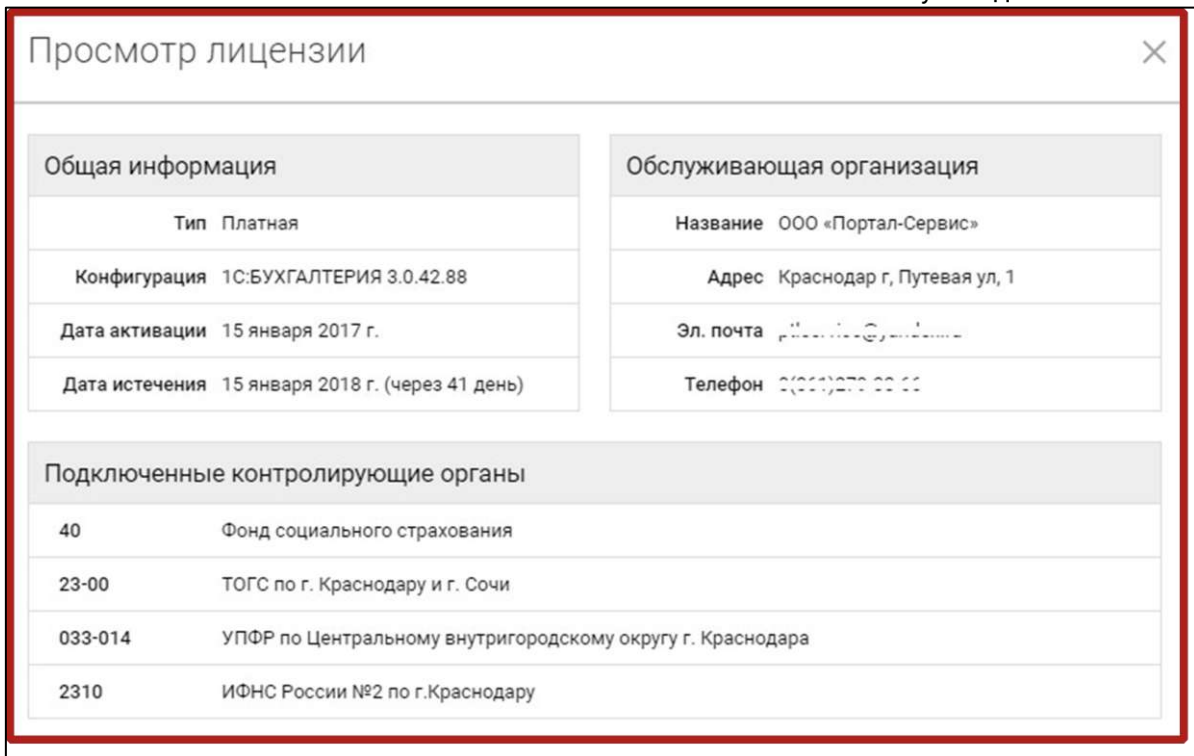 Просмотр лицензии
Общая информация
Тип Платная
Конфигурация 1С:БУХГАЛТЕРИЯ 3.0.42.88
Дата активации 15 января 2017 г.
Дата истечения 15 января 2018 г. (через 41 день)
Обслуживающая организация
Название ООО «Портал-Сервис»
Адрес Краснодар г, Путевая ул, 1
Эл. почта
Телефон
Подключенные контролирующие органы
40 Фонд социального страхования
23-00 ТОГС по г. Краснодару и г. Сочи
033-014 УПФР по Центральному внутригородскому округу г. Краснодара
2310 ИФНС России №2 по г.Краснодару